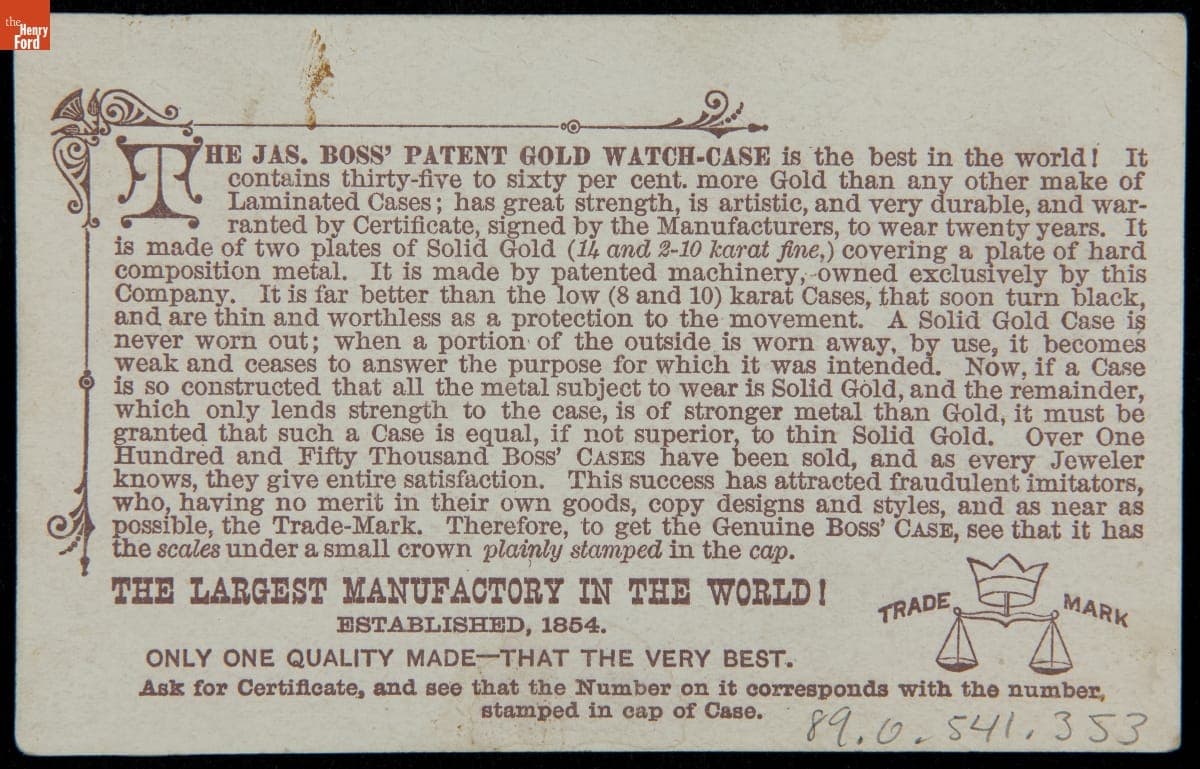 the
Henry
Ford
THE JAS. BOSS' PATENT GOLD WATCH-CASE is the best in the world! It
contains thirty-five to sixty per cent. more Gold than any other make of
Laminated Cases; has great strength, is artistic, and very durable, and war-
ranted by Certificate, signed by the Manufacturers, to wear twenty years. It
is made of two plates of Solid Gold (14 and 2-10 karat fine,) covering a plate of hard
composition metal. It is made by patented machinery, owned exclusively by this
Company. It is far better than the low (8 and 10) karat Cases, that soon turn black,
and are thin and worthless as a protection to the movement. A Solid Gold Case is
never worn out; when a portion of the outside is worn away, by use, it becomes
weak and ceases to answer the purpose for which it was intended. Now, if a Case
is so constructed that all the metal subject to wear is Solid Gold, and the remainder,
which only lends strength to the case, is of stronger metal than Gold, it must be
granted that such a Case is equal, if not superior, to thin Solid Gold. Over One
Hundred and Fifty Thousand BOSS' CASES have been sold, and as every Jeweler
knows, they give entire satisfaction. This success has attracted fraudulent imitators,
who, having no merit in their own goods, copy designs and styles, and as near as
possible, the Trade-Mark. Therefore, to get the Genuine BOSS' CASE, see that it has
the scales under a small crown plainly stamped in the cap.
THE LARGEST MANUFACTORY IN THE WORLD!
TRADE MARK
ESTABLISHED, 1854.
ONLY ONE QUALITY MADE—THAT THE VERY BEST.
Ask for Certificate, and see that the Number on it corresponds with the number,
stamped in cap of Case.
89.0.541.353